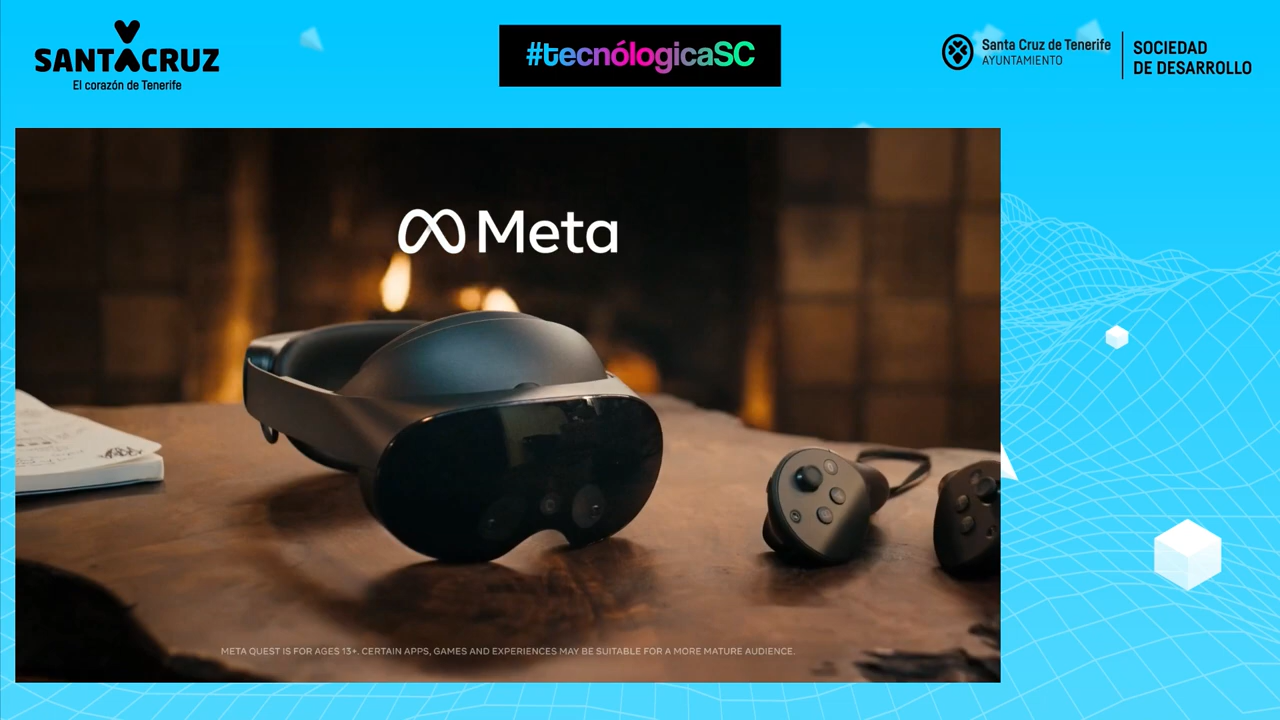 SANTACRUZ
El corazón de Tenerife
#tecnólogicaSC
Santa Cruz de Tenerife
AYUNTAMIENTO
SOCIEDAD
DE DESARROLLO
Meta
META QUEST IS FOR AGES 13+. CERTAIN APPS, GAMES AND EXPERIENCES MAY BE SUITABLE FOR A MORE MATURE AUDIENCE.